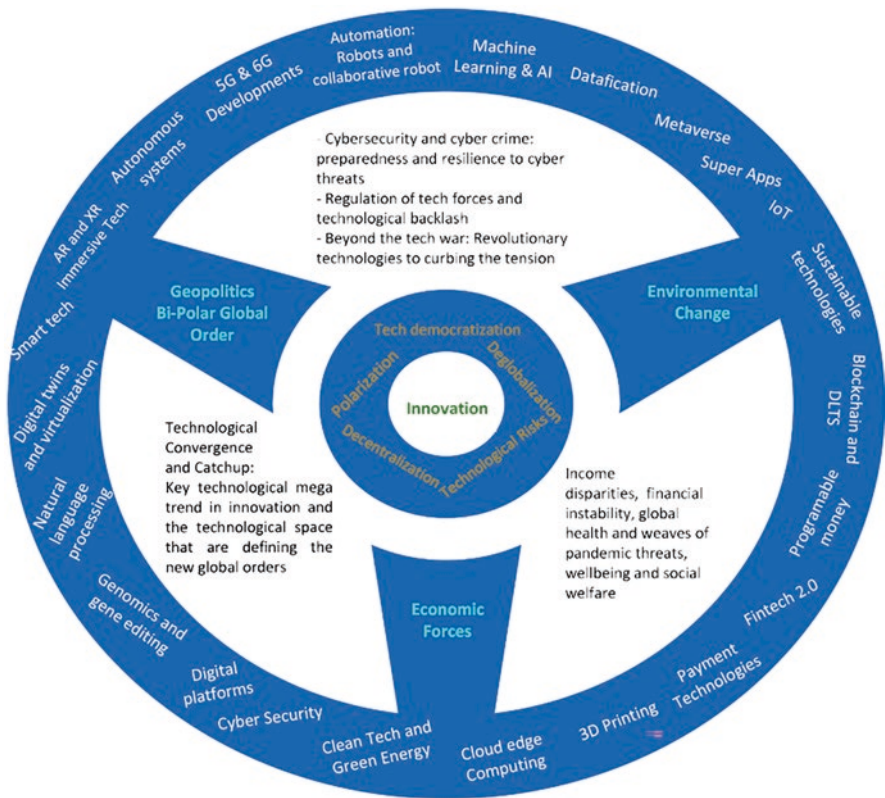 Automation:
Robots and
collaborative robot
Machine
Learning & AI
Datafication
Metaverse
Super Apps
IoT
Sustainable
technologies
Blockchain and
DLTS
Programable
money
Fintech 2.0
Payment
Technologies
3D Printing
Cloud edge
Computing
Clean Tech and
Green Energy
Cyber Security
Digital
platforms
Genomics and
gene editing
Natural
language
processing
Digital twins
and virtualization
Smart tech
AR and XR
Immersive Tech
Autonomous
systems
5G & 6G
Developments
- Cybersecurity and cyber crime:
preparedness and resilience to cyber
threats
- Regulation of tech forces and
technological backlash
- Beyond the tech war: Revolutionary
technologies to curbing the tension
Geopolitics
Bi-Polar Global
Order
Environmental
Change
Tech democratization
Deglobalization
Technological Risks
Decentralization
Polarization
Innovation
Technological
Convergence
and Catchup:
Key technological mega
trend in innovation and
the technological space
that are defining the
new global orders
Income
disparities, financial
instability, global
health and weaves of
pandemic threats,
wellbeing and social
welfare
Economic
Forces